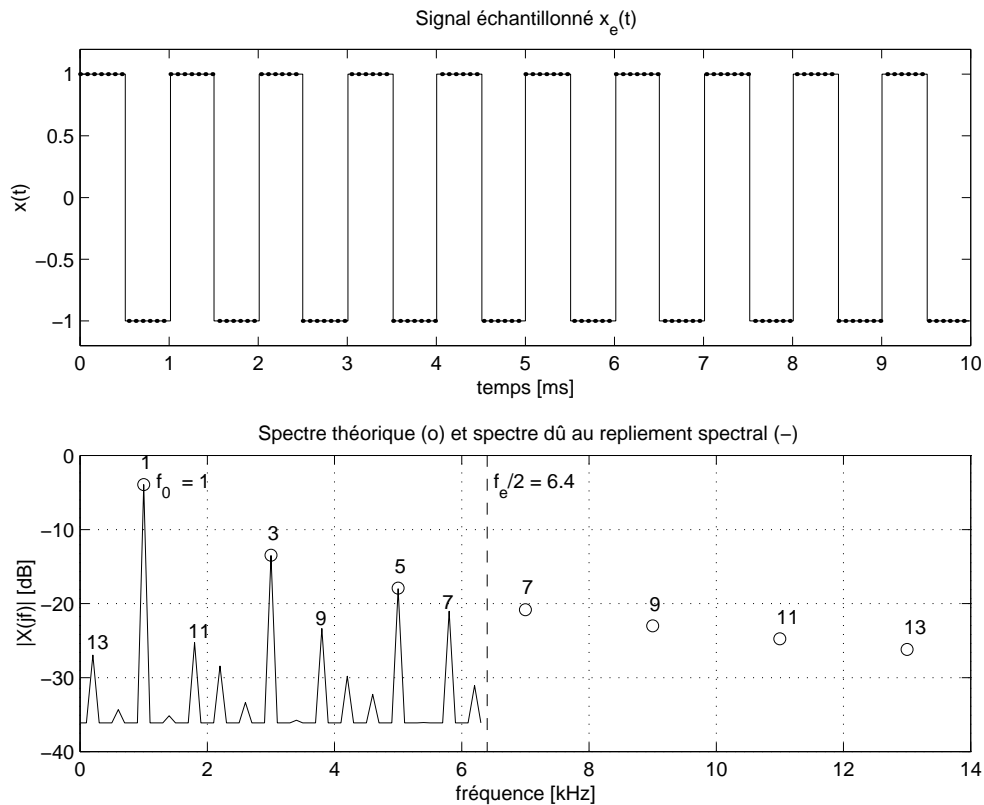 Signal échantillonné x_e(t)
1
0.5
0
−0.5
−1
x(t)
0 1 2 3 4 5 6 7 8 9 10
temps [ms]
Spectre théorique (o) et spectre dû au repliement spectral (−)
0
−10
−20
−30
−40
|X(jf)| [dB]
1
f_0 = 1
f_e/2 = 6.4
3
5
7
9
11
13
7
9
11
13
0 2 4 6 8 10 12 14
fréquence [kHz]